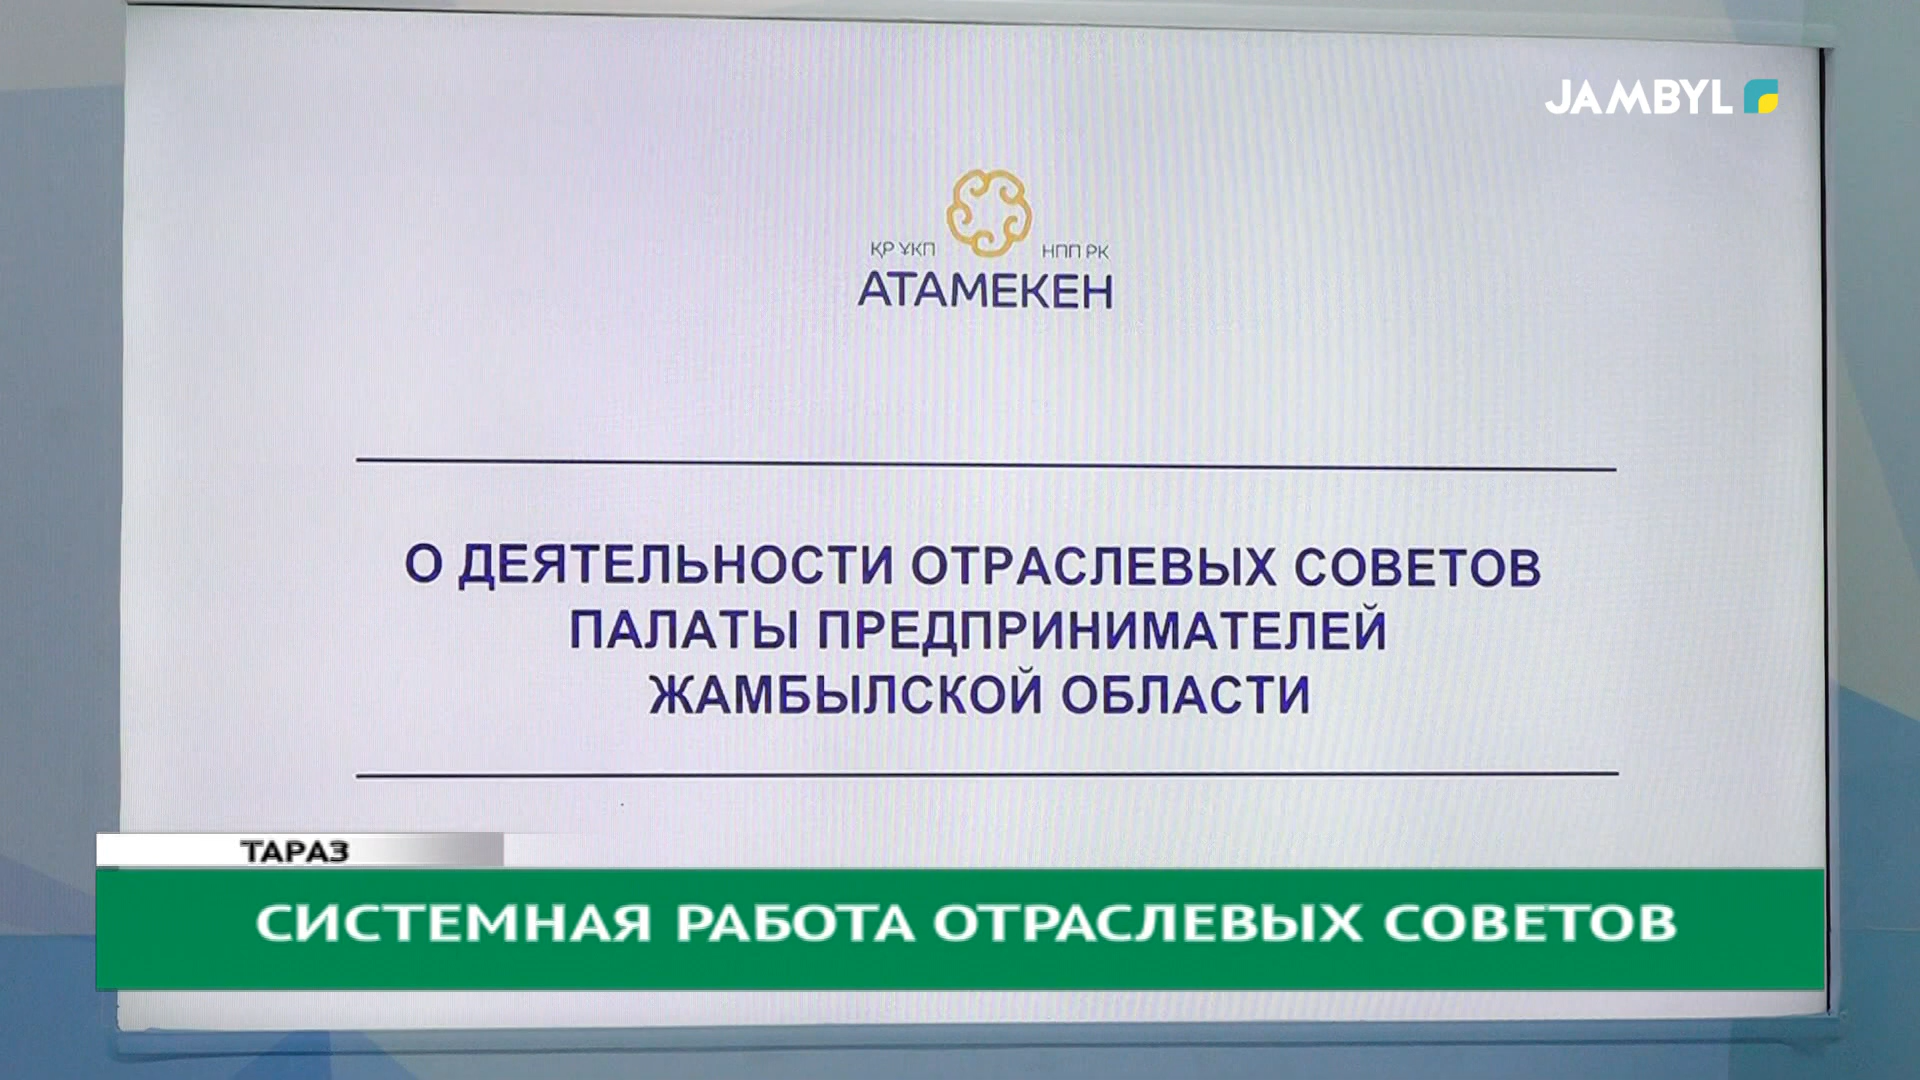 JAMBYL
ҚР ҰКП НПП РК
АТАМЕКЕН
О ДЕЯТЕЛЬНОСТИ ОТРАСЛЕВЫХ СОВЕТОВ
ПАЛАТЫ ПРЕДПРИНИМАТЕЛЕЙ
ЖАМБЫЛСКОЙ ОБЛАСТИ
ТАРАЗ
СИСТЕМНАЯ РАБОТА ОТРАСЛЕВЫХ СОВЕТОВ